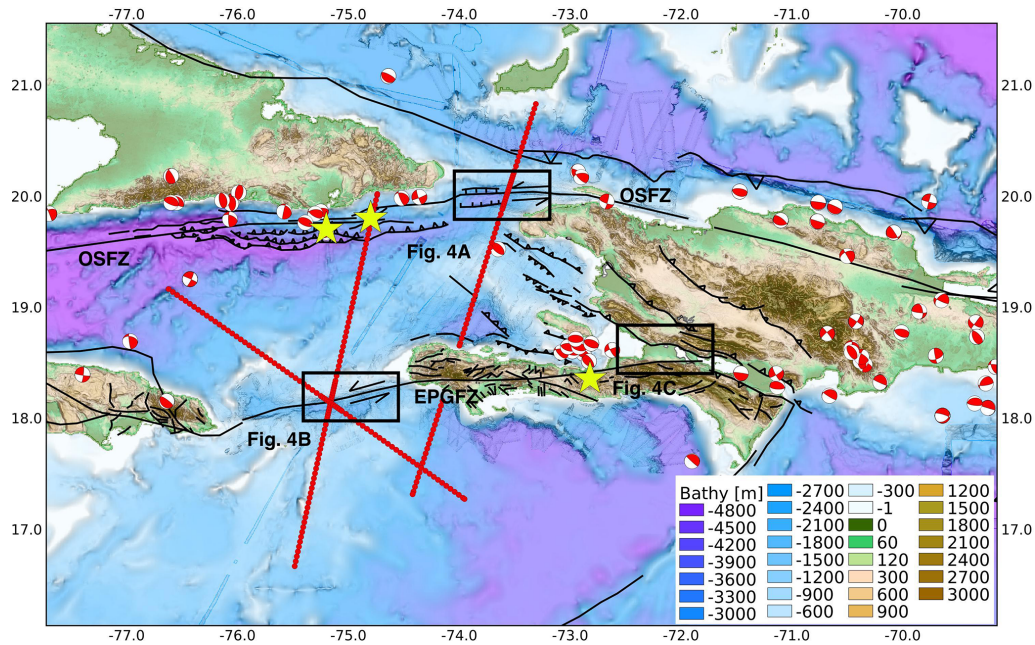 -77.0 -76.0 -75.0 -74.0 -73.0 -72.0 -71.0 -70.0
21.0 21.0
20.0 20.0
OSFZ
OSFZ
Fig. 4A
19.0 19.0
Fig. 4C
EPGFZ
18.0 18.0
Fig. 4B
17.0 17.0
Bathy [m] -2700 -300 1200
-4800 -2400 -1 1500
-4500 -2100 0 1800
-4200 -1800 60 2100
-3900 -1500 120 2400
-3600 -1200 300 2700
-3300 -900 600 3000
-3000 -600 900
-77.0 -76.0 -75.0 -74.0 -73.0 -72.0 -71.0 -70.0